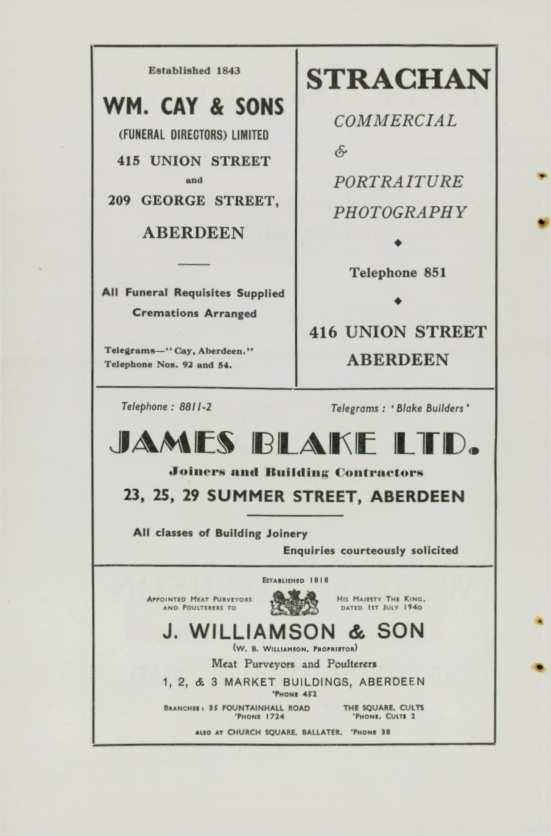 Established 1843
WM. CAY & SONS
(FUNERAL DIRECTORS) LIMITED
415 UNION STREET
and
209 GEORGE STREET,
ABERDEEN
All Funeral Requisites Supplied
Cremations Arranged
Telegrams—"Cay, Aberdeen."
Telephone Nos. 92 and 54.
STRACHAN
COMMERCIAL
&
PORTRAITURE
PHOTOGRAPHY
Telephone 851
416 UNION STREET
ABERDEEN
Telephone : 8811-2
Telegrams : 'Blake Builders'
JAMES BLAKE LTD.
Joiners and Building Contractors
23, 25, 29 SUMMER STREET, ABERDEEN
All classes of Building Joinery
Enquiries courteously solicited
ESTABLISHED 1818
APPOINTED MEAT PURVEYORS
AND POULTERERS TO
HIS MAJESTY THE KING,
DATED 1ST JULY 1940
J. WILLIAMSON & SON
(W. B. WILLIAMSON, PROPRIETOR)
Meat Purveyors and Poulterers
1, 2, & 3 MARKET BUILDINGS, ABERDEEN
'PHONE 452
BRANCHES : 35 FOUNTAINHALL ROAD
'PHONE 1724
THE SQUARE, CULTS
'PHONE, CULTS 2
ALSO AT CHURCH SQUARE, BALLATER. 'PHONE 38